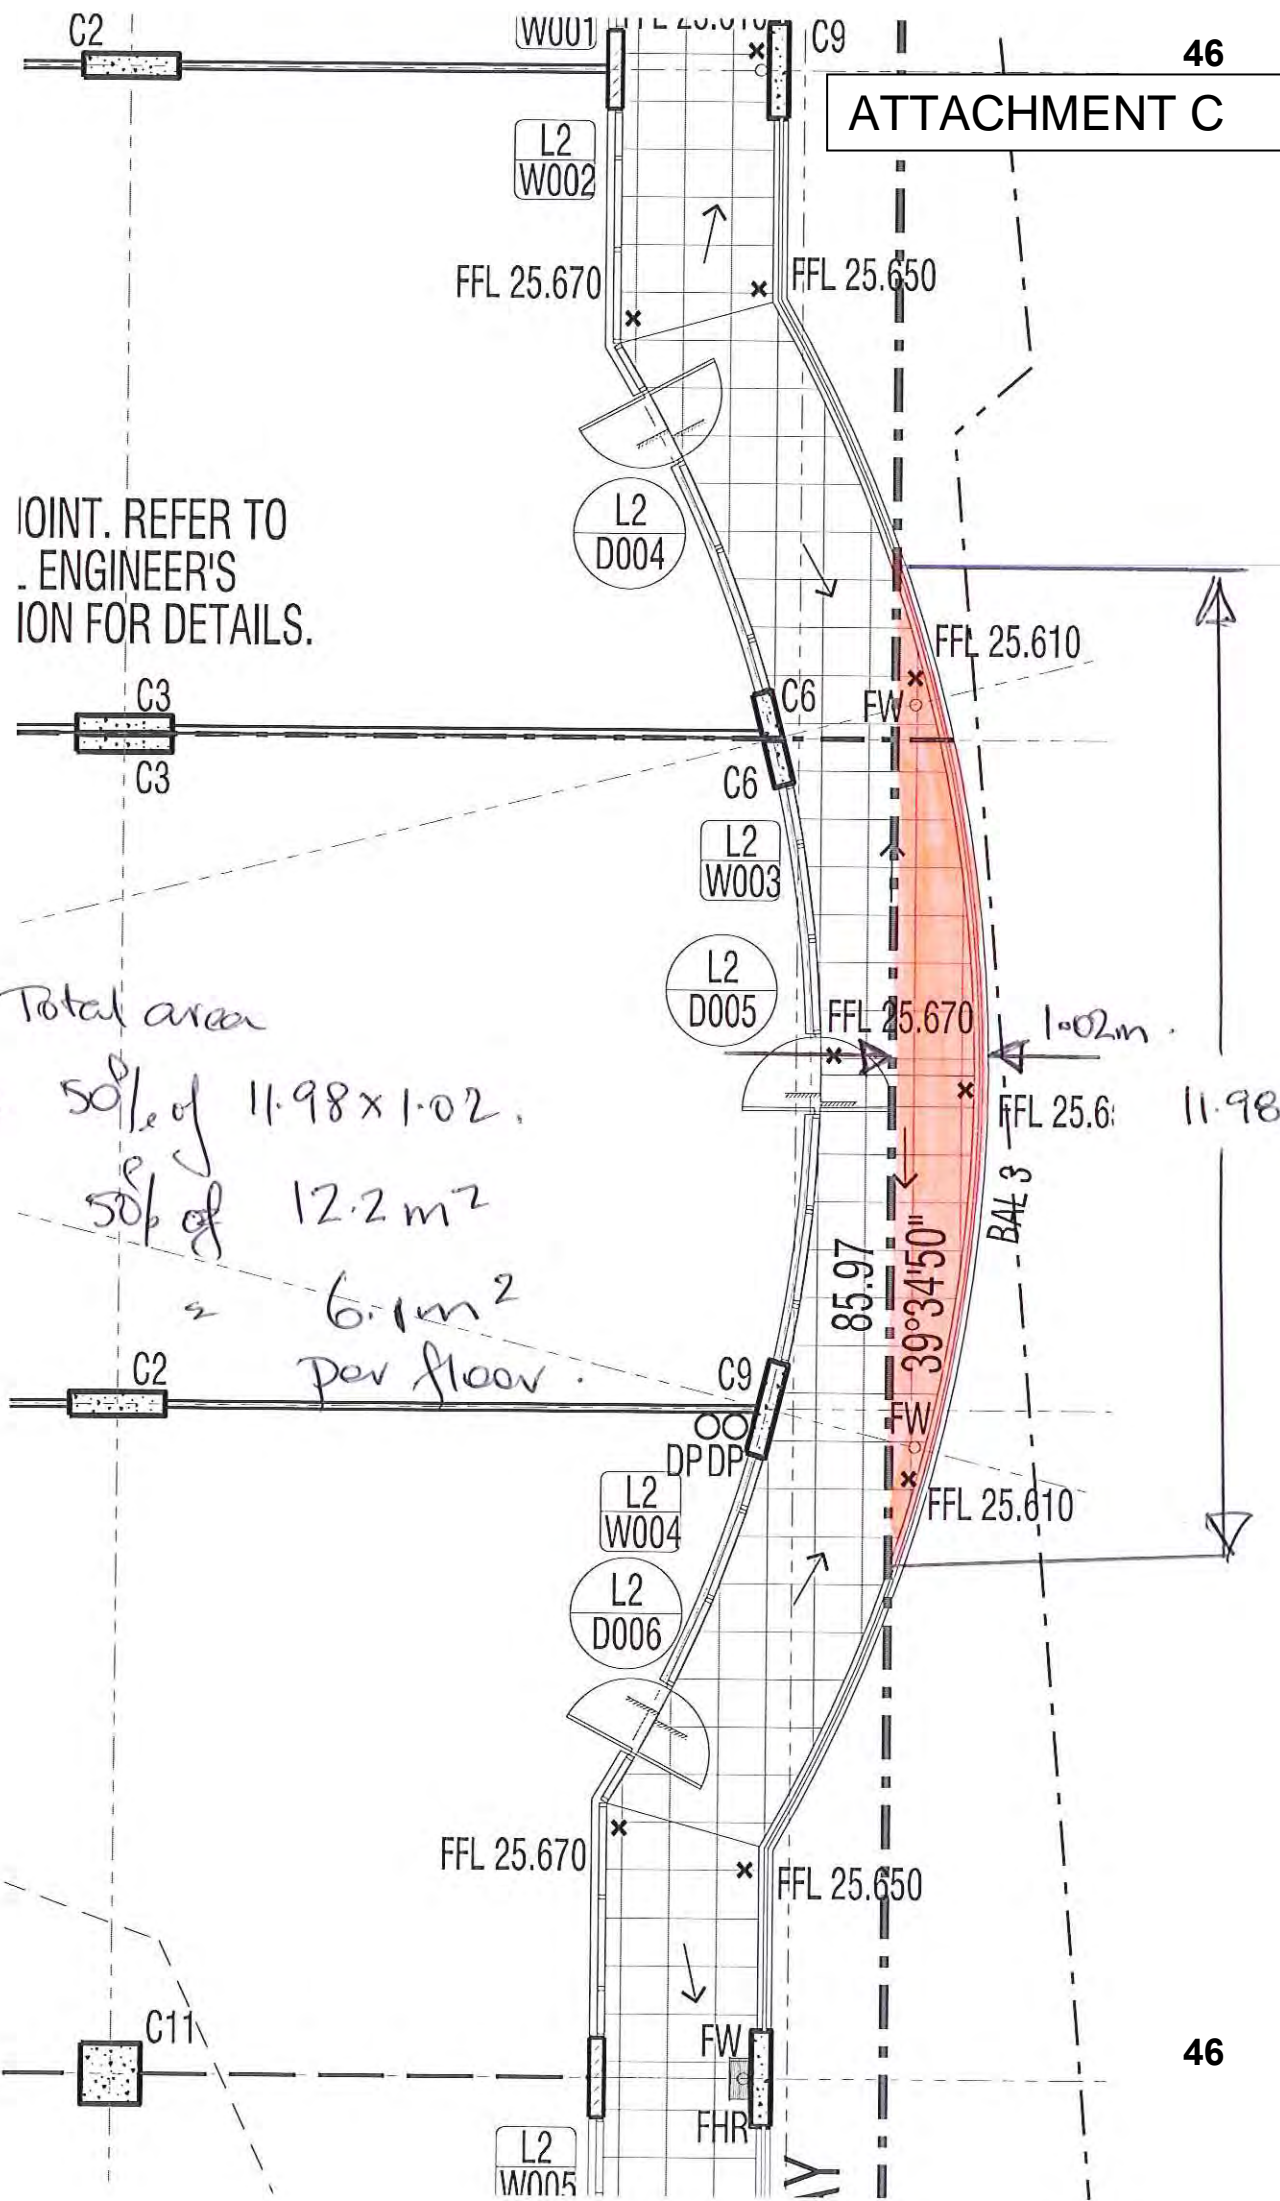 C2
W001
C9
46
ATTACHMENT C
L2
W002
FFL 25.670
FFL 25.650
OINT. REFER TO
ENGINEER'S
ION FOR DETAILS.
L2
D004
FFL 25.610
C3
C6
FW
C3
C6
L2
W003
L2
D005
FFL 25.670
1.02m.
Total area
50% of 11.98 x 1.02.
FFL 25.6
11.98
50% of 12.2 m²
BAL 3
85.97
39°34'50"
= 6.1m²
per floor.
C2
C9
FW
DP DP
L2
W004
FFL 25.610
L2
D006
FFL 25.670
FFL 25.650
C11
FW
46
FHR
L2
W005